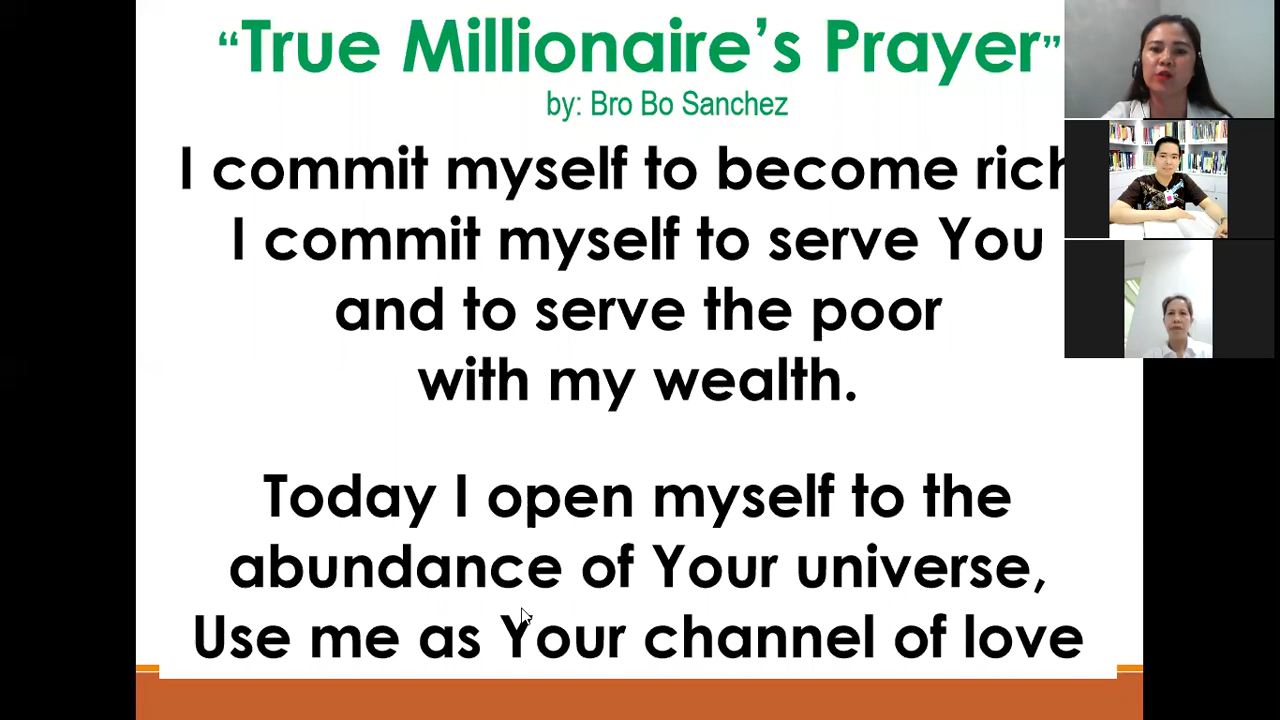 “True Millionaire’s Prayer”
by: Bro Bo Sanchez
I commit myself to become rich
I commit myself to serve You
and to serve the poor
with my wealth.
Today I open myself to the
abundance of Your universe,
Use me as Your channel of love